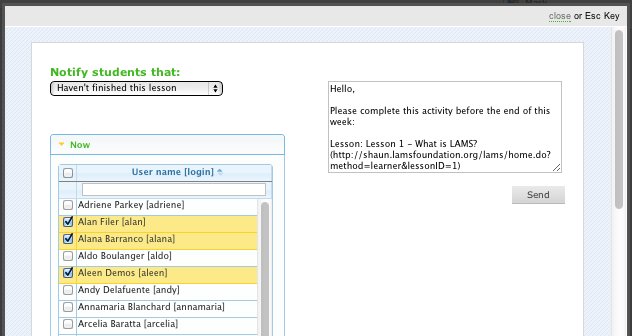 close or Esc Key
Notify students that:
Haven't finished this lesson
Hello,
Please complete this activity before the end of this
week:
Lesson: Lesson 1 - What is LAMS?
(http://shaun.lamsfoundation.org/lams/home.do?
method=learner&lessonID=1)
Send
Now
User name [login]
Adriene Parkey [adriene]
Alan Filer [alan]
Alana Barranco [alana]
Aldo Boulanger [aldo]
Aleen Demos [aleen]
Andy Delafuente [andy]
Annamaria Blanchard [annamaria]
Arcelia Baratta [arcelia]